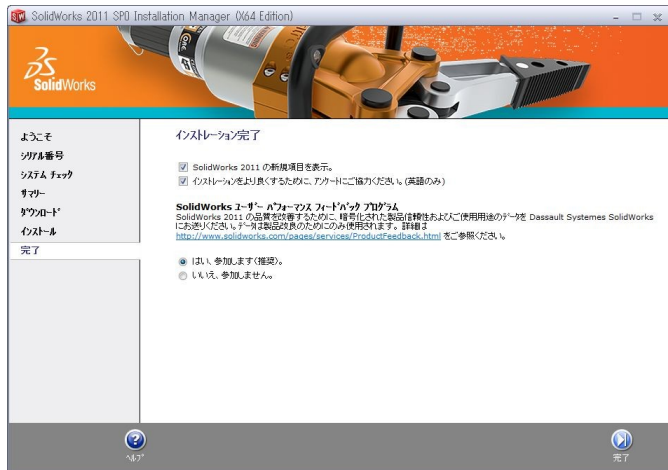 SolidWorks 2011 SP0 Installation Manager (X64 Edition)
SolidWorks
ようこそ
シリアル番号
システム チェック
サマリー
ダウンロード
インストール
完了
インストレーション完了
SolidWorks 2011 の新規項目を表示。
インストレーションをより良くするために、アンケートにご協力ください。(英語のみ)
SolidWorks ユーザー パフォーマンス フィードバック プログラム
SolidWorks 2011 の品質を改善するために、暗号化された製品信頼性およびご使用用途のデータを Dassault Systemes SolidWorks
にお送りください。データは製品改良のためにのみ使用されます。詳細は
http://www.solidworks.com/pages/services/ProductFeedback.html をご参照ください。
はい、参加します(推奨)。
いいえ、参加しません。
ヘルプ
完了